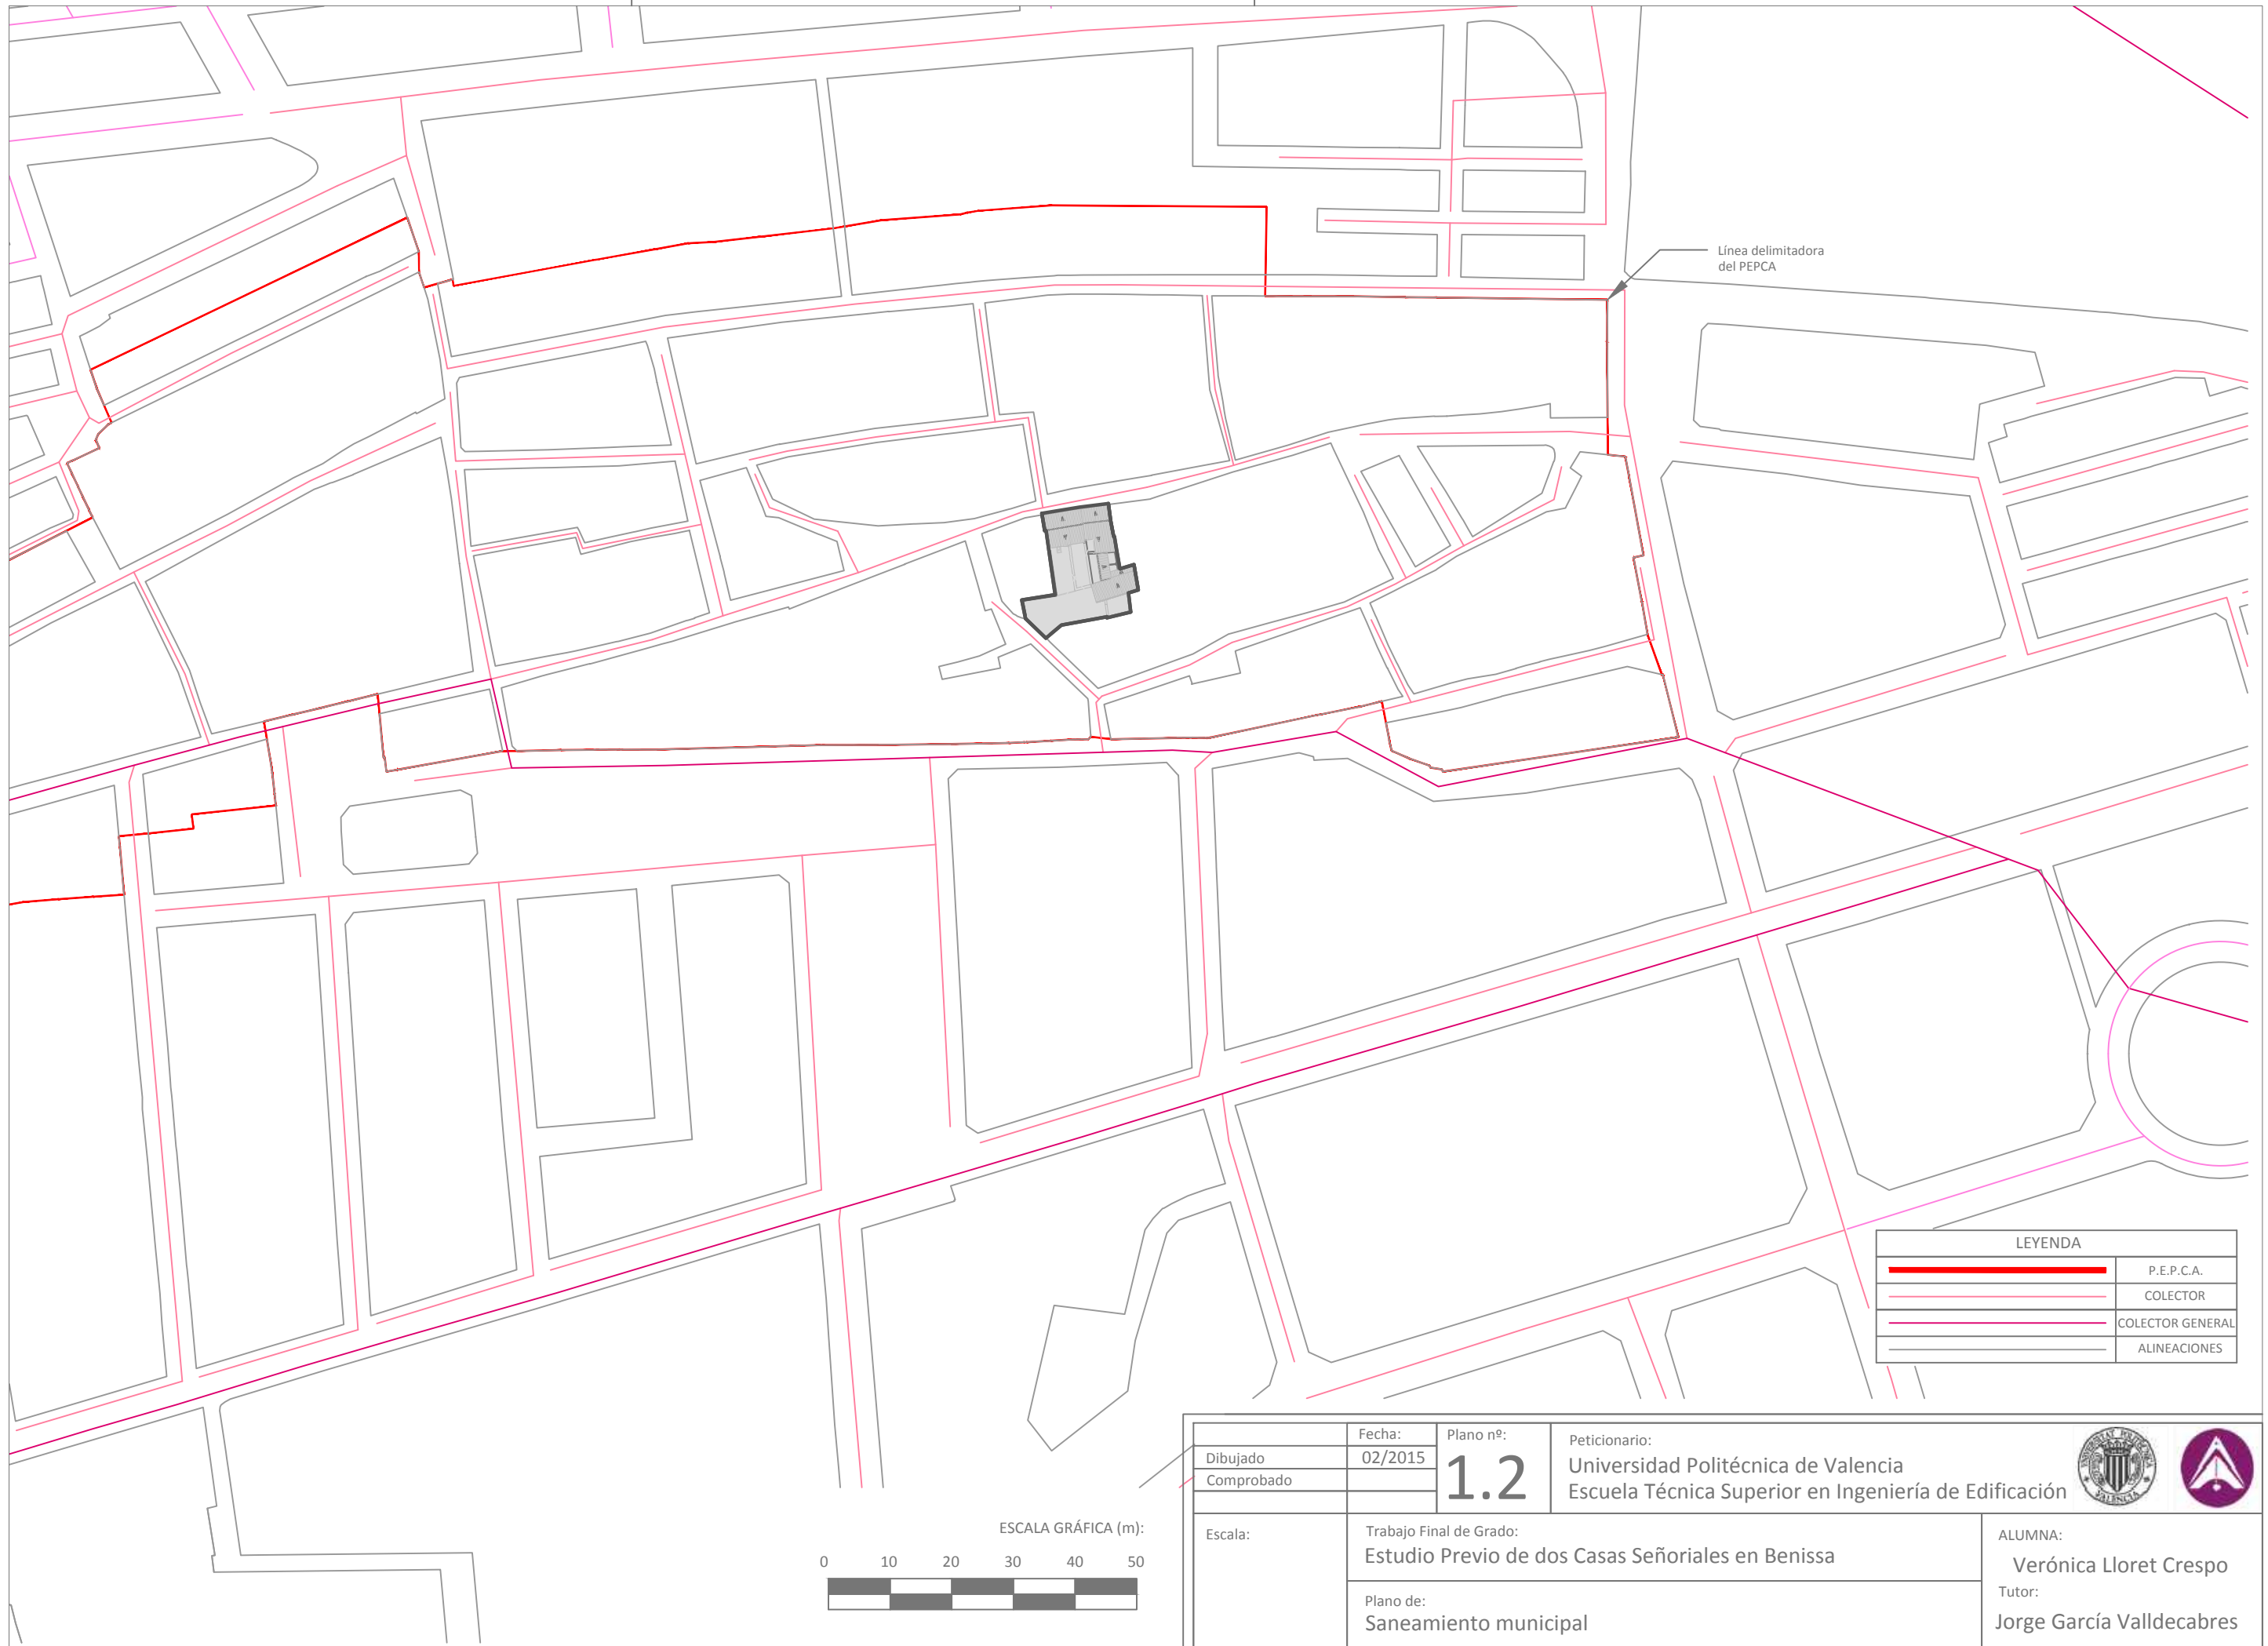 Línea delimitadora
del PEPCA
LEYENDA
P.E.P.C.A.
COLECTOR
COLECTOR GENERAL
ALINEACIONES
ESCALA GRÁFICA (m):
0 10 20 30 40 50
Fecha:
Dibujado 02/2015
Comprobado
Plano nº:
1.2
Peticionario:
Universidad Politécnica de Valencia
Escuela Técnica Superior en Ingeniería de Edificación
Escala:
Trabajo Final de Grado:
Estudio Previo de dos Casas Señoriales en Benissa
Plano de:
Saneamiento municipal
ALUMNA:
Verónica Lloret Crespo
Tutor:
Jorge García Valldecabres